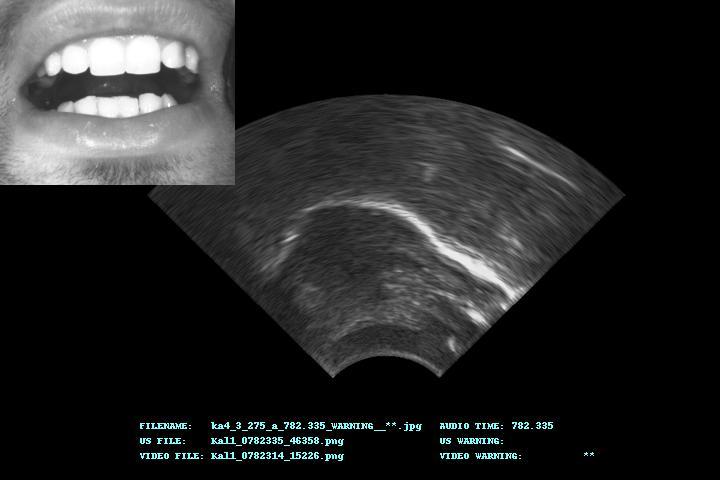 FILENAME: ka4_3_275_a_782.335_WARNING__**.jpg AUDIO TIME: 782.335
US FILE: Kal1_0782335_46358.png US WARNING:
VIDEO FILE: Kal1_0782314_15226.png VIDEO WARNING: **